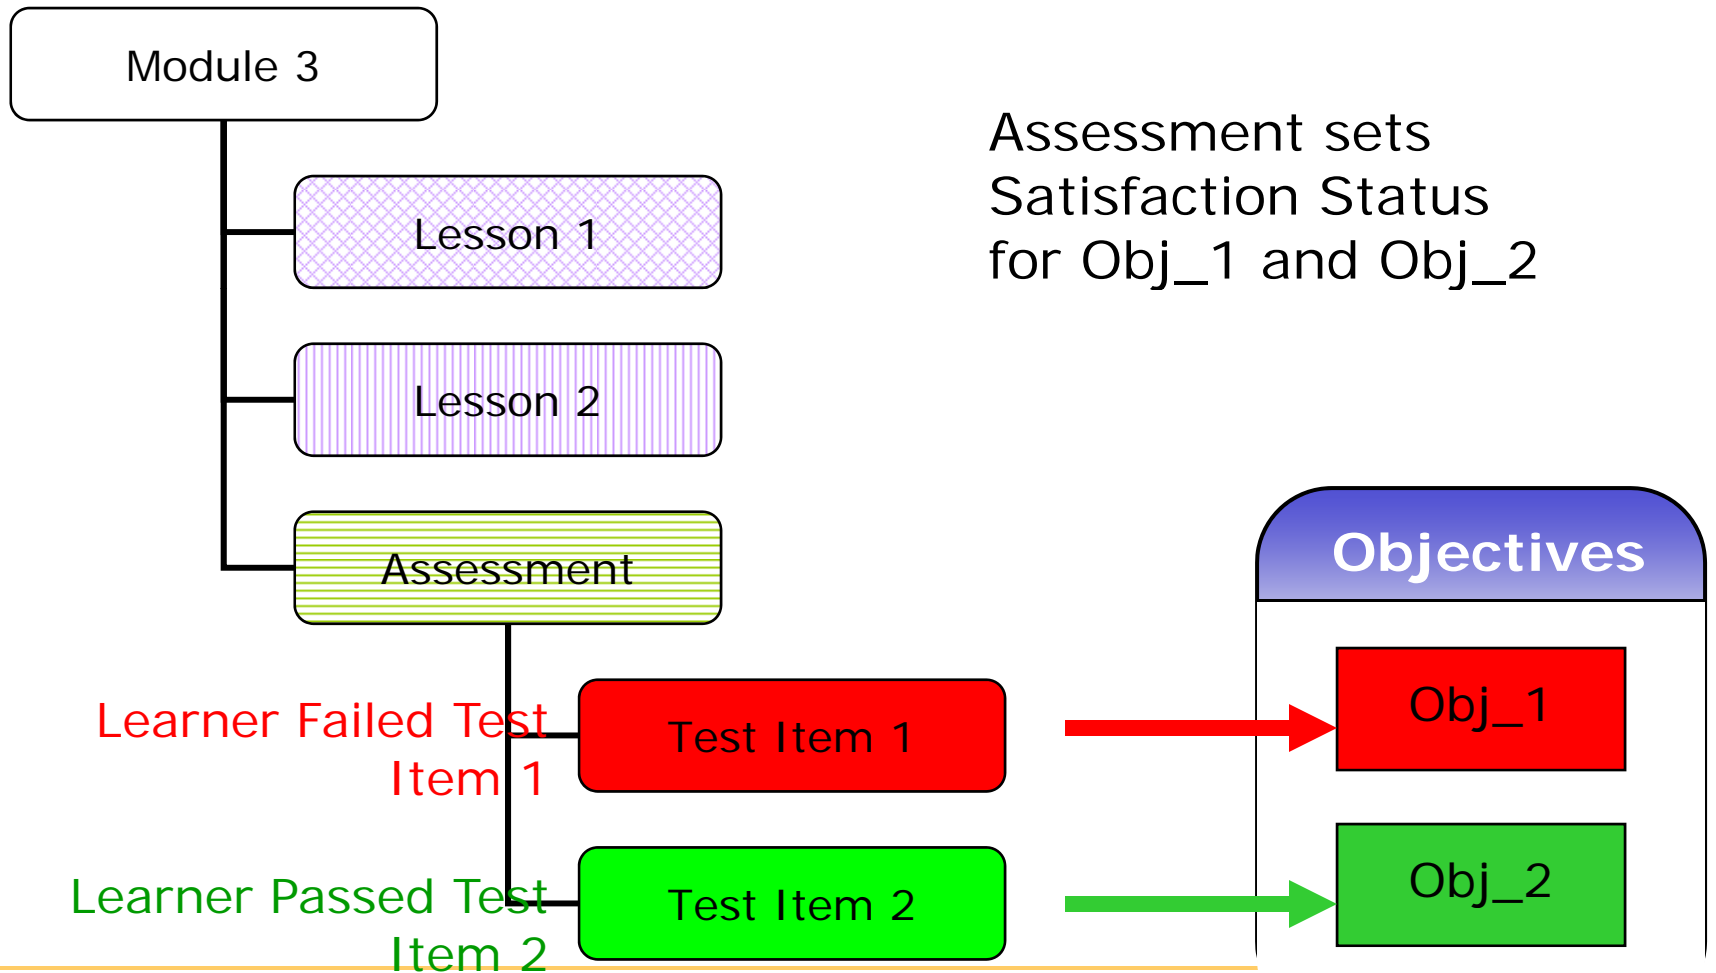 Module 3
Assessment sets
Satisfaction Status
for Obj_1 and Obj_2
Lesson 1
Lesson 2
Assessment
Objectives
Learner Failed Test
Item 1
Test Item 1
Obj_1
Learner Passed Test
Item 2
Test Item 2
Obj_2